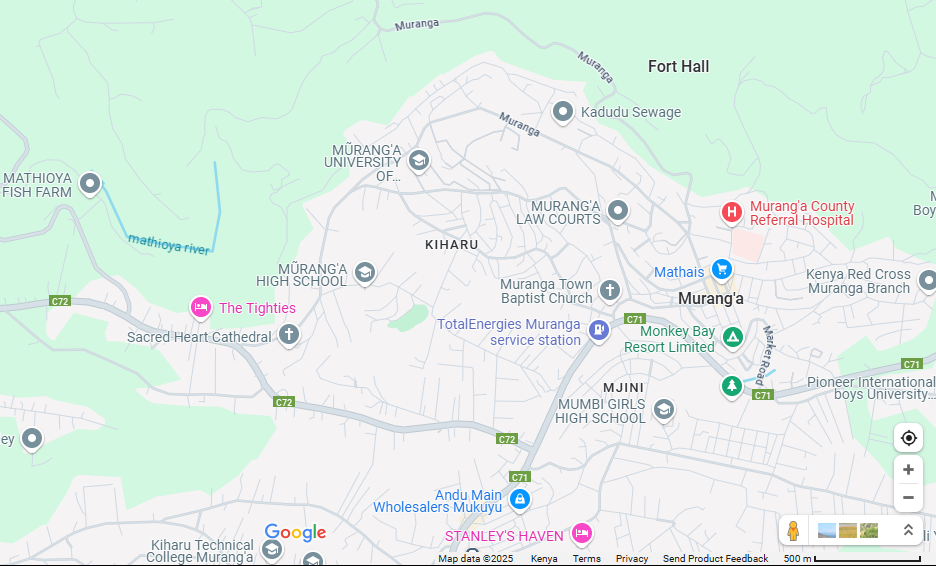 Muranga
Muranga
Fort Hall
Kadudu Sewage
Muranga
MŨRANG'A
UNIVERSITY
OF...
MATHIOYA
FISH FARM
MURANG'A
LAW COURTS
Murang'a County
Referral Hospital
M
Boy
mathioya river
KIHARU
MŨRANG'A
HIGH SCHOOL
Mathais
Kenya Red Cross
Muranga Branch
Muranga Town
Baptist Church
Murang'a
C72
The Tighties
C71
TotalEnergies Muranga
service station
Sacred Heart Cathedral
Monkey Bay
Resort Limited
Market Road
C71
MJINI
Pioneer International
boys University...
C71
C72
MUMBI GIRLS
HIGH SCHOOL
ey
C72
C71
Andu Main
Wholesalers Mukuyu
Google
STANLEY'S HAVEN
Kiharu Technical
College Murang'a
di V
Map data ©2025 Kenya Terms Privacy Send Product Feedback 500 m